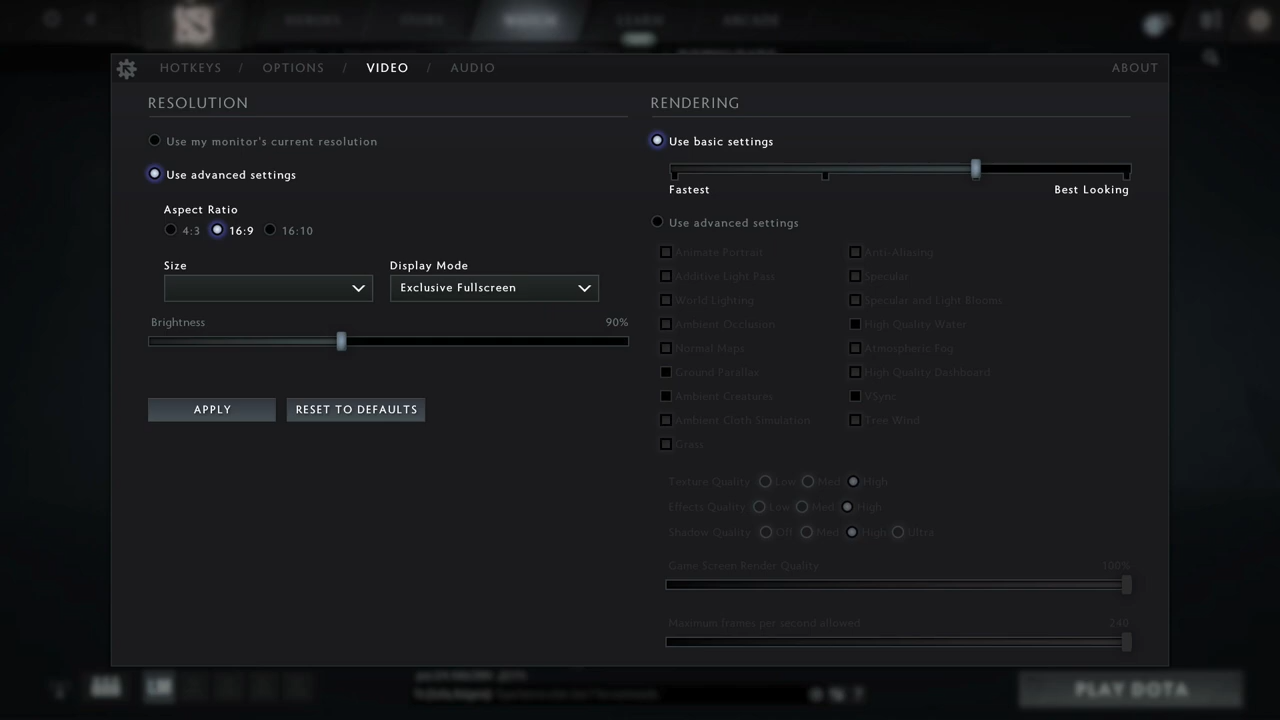 HEROES STORE WATCH LEARN ARCADE
HOTKEYS / OPTIONS / VIDEO / AUDIO ABOUT
RESOLUTION
Use my monitor's current resolution
Use advanced settings
Aspect Ratio
4:3 16:9 16:10
Size Display Mode
Exclusive Fullscreen
Brightness 90%
APPLY RESET TO DEFAULTS
RENDERING
Use basic settings
Fastest Best Looking
Use advanced settings
Animate Portrait Anti-Aliasing
Additive Light Pass Specular
World Lighting Specular and Light Blooms
Ambient Occlusion High Quality Water
Normal Maps Atmospheric Fog
Ground Parallax High Quality Dashboard
Ambient Creatures VSync
Ambient Cloth Simulation Tree Wind
Grass
Texture Quality Low Med High
Effects Quality Low Med High
Shadow Quality Off Med High Ultra
Game Screen Render Quality 100%
Maximum frames per second allowed 240
PLAY DOTA